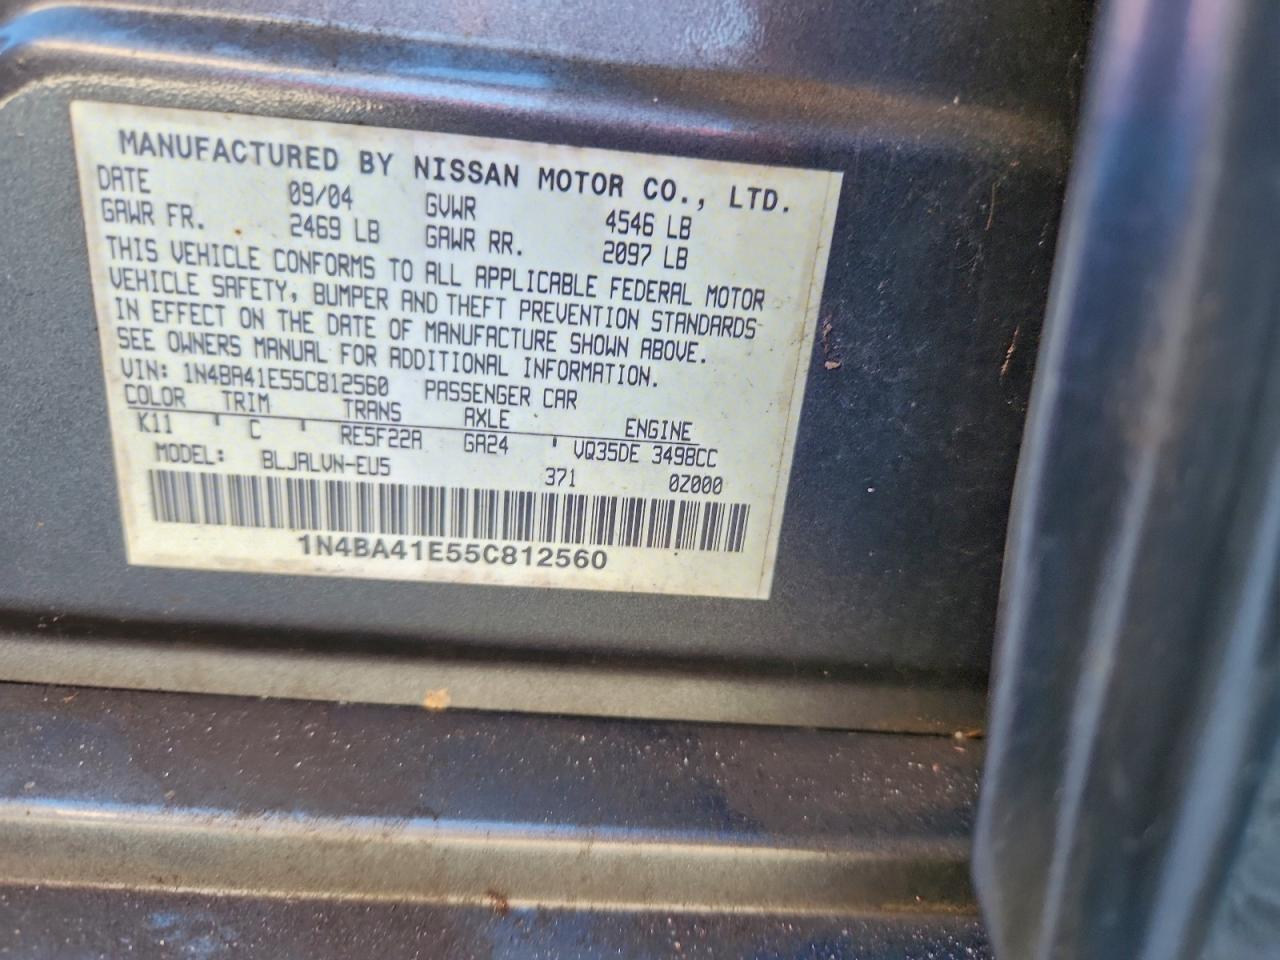 MANUFACTURED BY NISSAN MOTOR CO., LTD.
DATE 09/04 GVWR 4546 LB
GAWR FR. 2469 LB GAWR RR. 2097 LB
THIS VEHICLE CONFORMS TO ALL APPLICABLE FEDERAL MOTOR
VEHICLE SAFETY, BUMPER AND THEFT PREVENTION STANDARDS
IN EFFECT ON THE DATE OF MANUFACTURE SHOWN ABOVE.
SEE OWNERS MANUAL FOR ADDITIONAL INFORMATION.
VIN: 1N4BA41E55C812560 PASSENGER CAR
COLOR TRIM TRANS AXLE ENGINE
K11 C RE5F22A GA24 VQ35DE 3498CC
MODEL: BLJALVN-EU5 371 0Z000
1N4BA41E55C812560